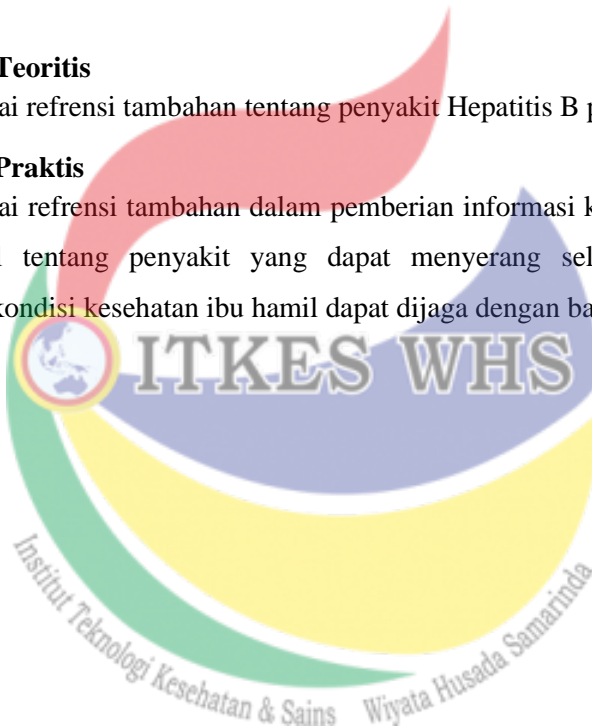 Teoritis
ai refrensi tambahan tentang penyakit Hepatitis B p
Praktis
ai refrensi tambahan dalam pemberian informasi k
tentang penyakit yang dapat menyerang sel
kondisi kesehatan ibu hamil dapat dijaga dengan ba
ITKES WHS
Institut Teknologi Kesehatan & Sains Wiyata Husada Samarinda